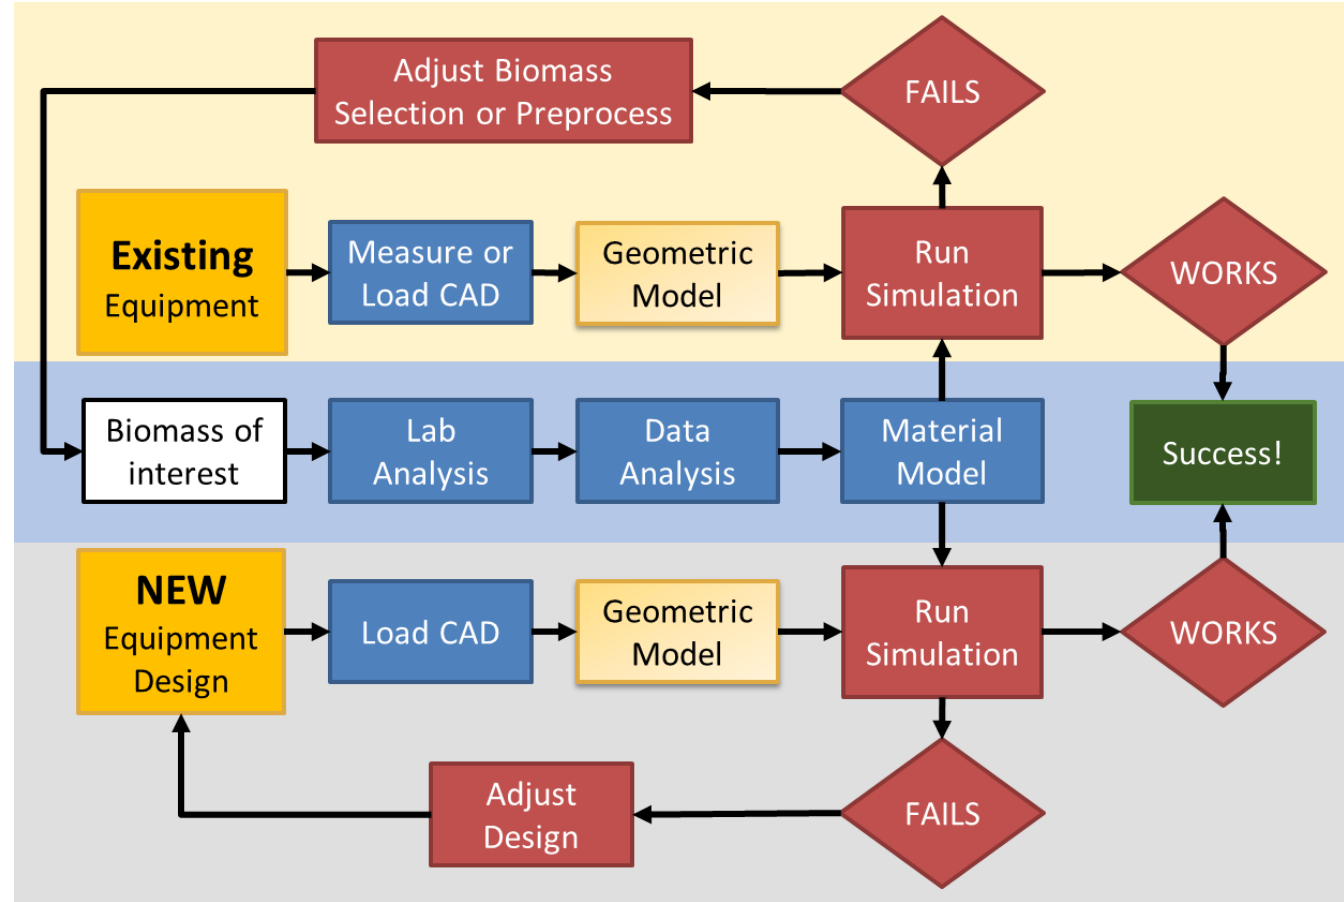 Adjust Biomass
Selection or Preprocess
FAILS
Existing
Equipment
Measure or
Load CAD
Geometric
Model
Run
Simulation
WORKS
Biomass of
interest
Lab
Analysis
Data
Analysis
Material
Model
Success!
NEW
Equipment
Design
Load CAD
Geometric
Model
Run
Simulation
WORKS
Adjust
Design
FAILS